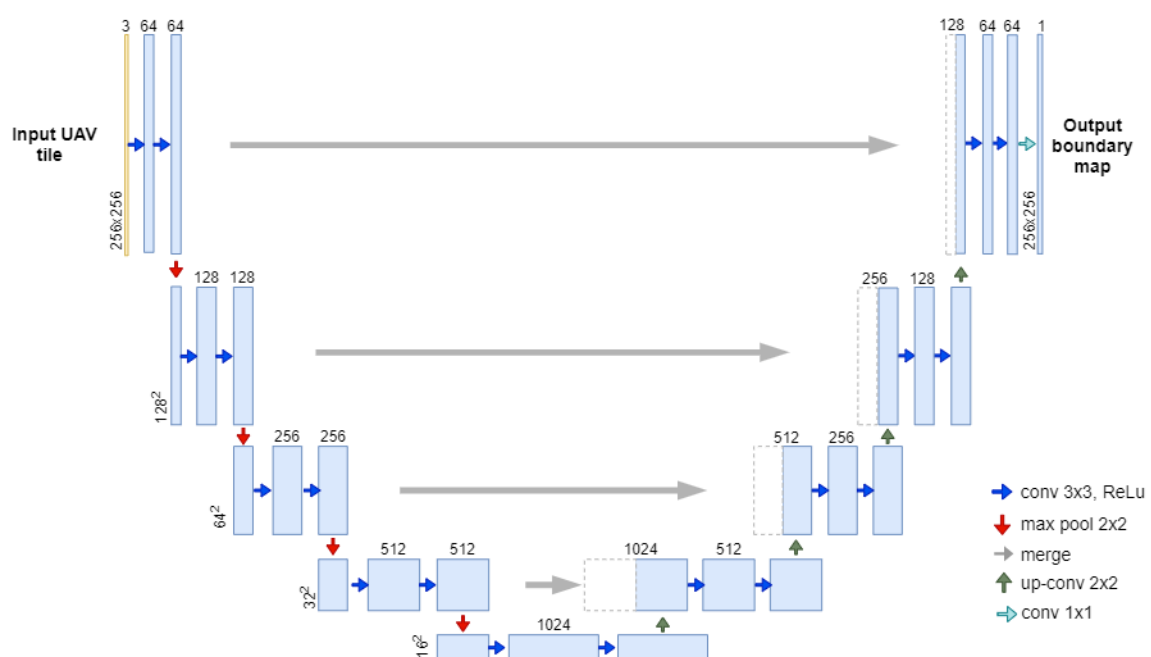 3 64 64
128 64 64 1
Input UAV
tile
Output
boundary
map
256x256
256x256
128 128
256 128
128²
256 256
512 256
64²
conv 3x3, ReLu
max pool 2x2
merge
up-conv 2x2
conv 1x1
512 512
1024 512
32²
1024
16²